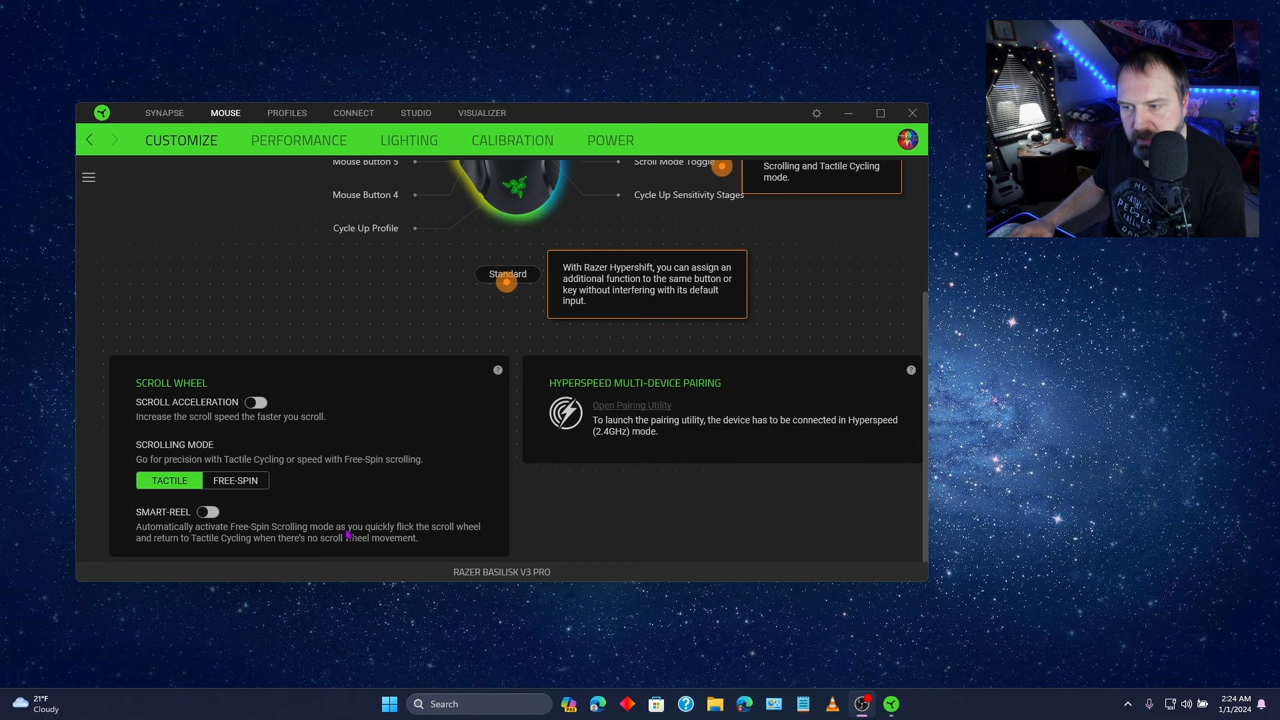 SYNAPSE MOUSE PROFILES CONNECT STUDIO VISUALIZER
CUSTOMIZE PERFORMANCE LIGHTING CALIBRATION POWER
Mouse Button 5
Scroll Mode Toggle
Scrolling and Tactile Cycling
mode.
Mouse Button 4
Cycle Up Sensitivity Stages
Cycle Up Profile
Standard
With Razer Hypershift, you can assign an
additional function to the same button or
key without interfering with its default
input.
SCROLL WHEEL
?
SCROLL ACCELERATION
Increase the scroll speed the faster you scroll.
SCROLLING MODE
Go for precision with Tactile Cycling or speed with Free-Spin scrolling.
TACTILE FREE-SPIN
SMART-REEL
Automatically activate Free-Spin Scrolling mode as you quickly flick the scroll wheel
and return to Tactile Cycling when there's no scroll wheel movement.
HYPERSPEED MULTI-DEVICE PAIRING
?
Open Pairing Utility
To launch the pairing utility, the device has to be connected in Hyperspeed
(2.4GHz) mode.
RAZER BASILISK V3 PRO
21°F
Cloudy
Search
2:24 AM
1/1/2024